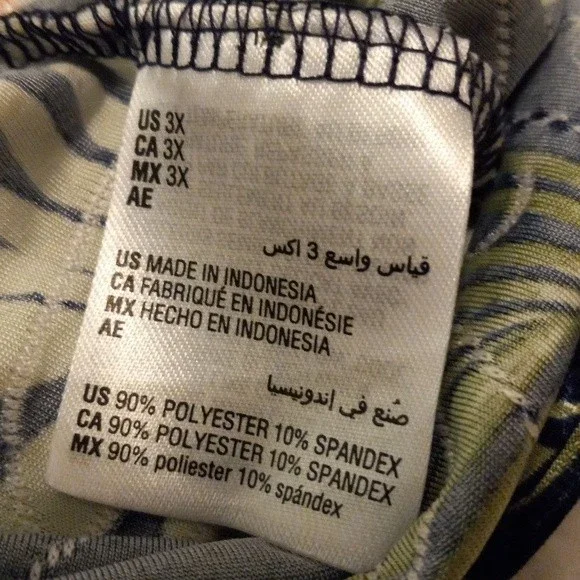 US 3X
CA 3X
MX 3X
AE
قياس واسع 3 اكس
US MADE IN INDONESIA
CA FABRIQUÉ EN INDONÉSIE
MX HECHO EN INDONESIA
AE
صُنع في إندونيسيا
US 90% POLYESTER 10% SPANDEX
CA 90% POLYESTER 10% SPANDEX
MX 90% poliester 10% spándex